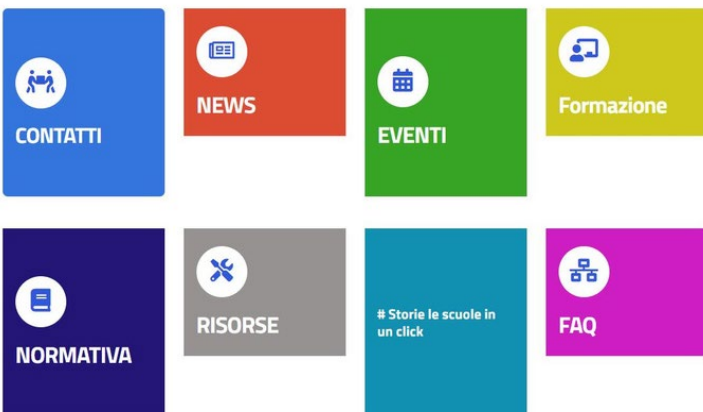 CONTATTI
NEWS
EVENTI
Formazione
NORMATIVA
RISORSE
# Storie le scuole in
un click
FAQ